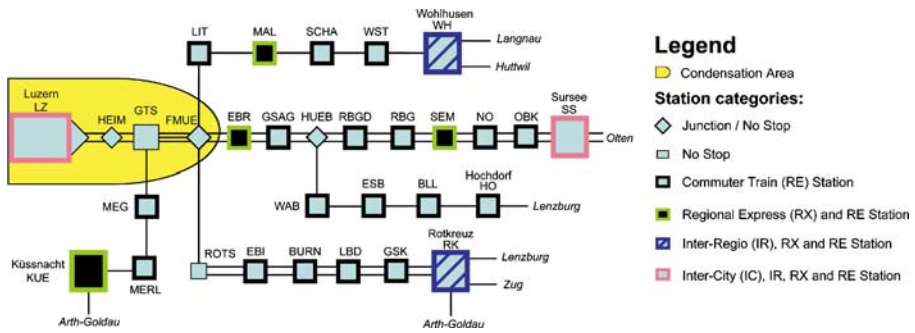 Wohlhusen
LIT MAL SCHA WST WH
Langnau
Huttwil
Luzern
LZ
HEIM GTS FMUE EBR GSAG HUEB RBGD RBG SEM NO OBK
Sursee
SS
Olten
MEG
WAB ESB BLL
Hochdorf
HO
Lenzburg
Küssnacht
KUE
MERL
ROTS EBI BURN LBD GSK
Rotkreuz
RK
Lenzburg
Zug
Arth-Goldau
Arth-Goldau
Legend
Condensation Area
Station categories:
Junction / No Stop
No Stop
Commuter Train (RE) Station
Regional Express (RX) and RE Station
Inter-Regio (IR), RX and RE Station
Inter-City (IC), IR, RX and RE Station